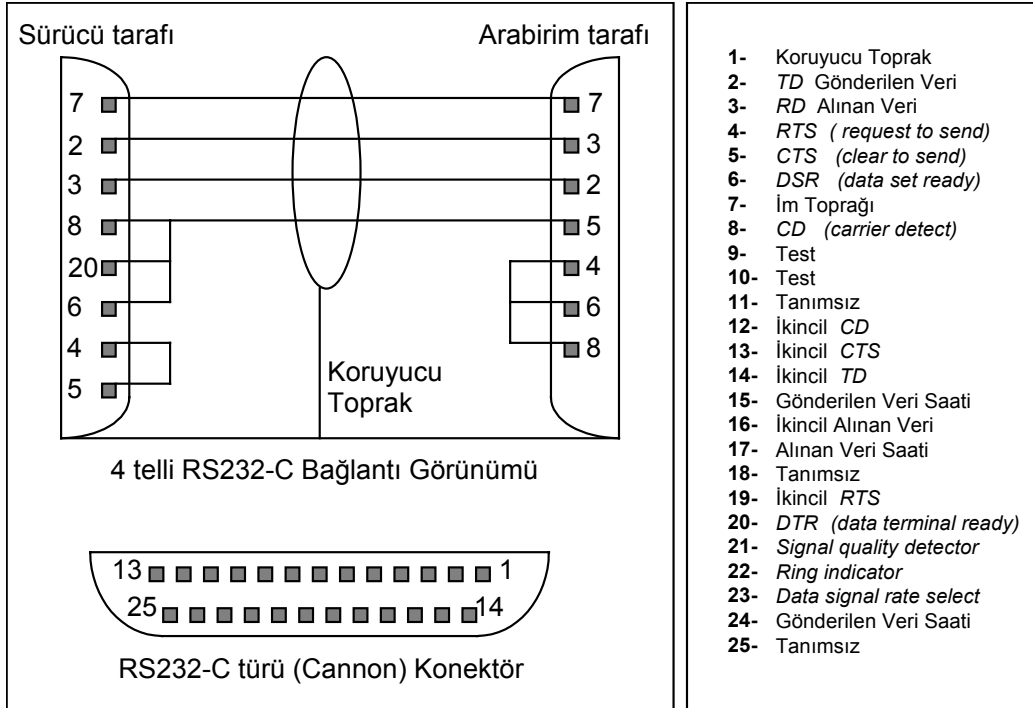 Sürücü tarafı Arabirim tarafı
7 7
2 3
3 2
8 5
20 4
6 6
4 8
5
Koruyucu
Toprak
4 telli RS232-C Bağlantı Görünümü
13 1
25 14
RS232-C türü (Cannon) Konektör
1- Koruyucu Toprak
2- TD Gönderilen Veri
3- RD Alınan Veri
4- RTS ( request to send)
5- CTS (clear to send)
6- DSR (data set ready)
7- İm Toprağı
8- CD (carrier detect)
9- Test
10- Test
11- Tanımsız
12- İkincil CD
13- İkincil CTS
14- İkincil TD
15- Gönderilen Veri Saati
16- İkincil Alınan Veri
17- Alınan Veri Saati
18- Tanımsız
19- İkincil RTS
20- DTR (data terminal ready)
21- Signal quality detector
22- Ring indicator
23- Data signal rate select
24- Gönderilen Veri Saati
25- Tanımsız